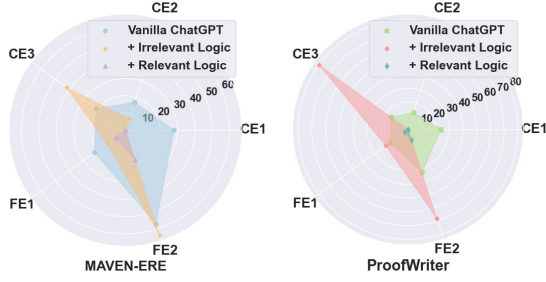 CE2
Vanilla ChatGPT
+ Irrelevant Logic
+ Relevant Logic
CE3
10 20 30 40 50 60
CE1
FE1
FE2
MAVEN-ERE
CE2
Vanilla ChatGPT
+ Irrelevant Logic
+ Relevant Logic
CE3
10 20 30 40 50 60 70 80
CE1
FE1
FE2
ProofWriter